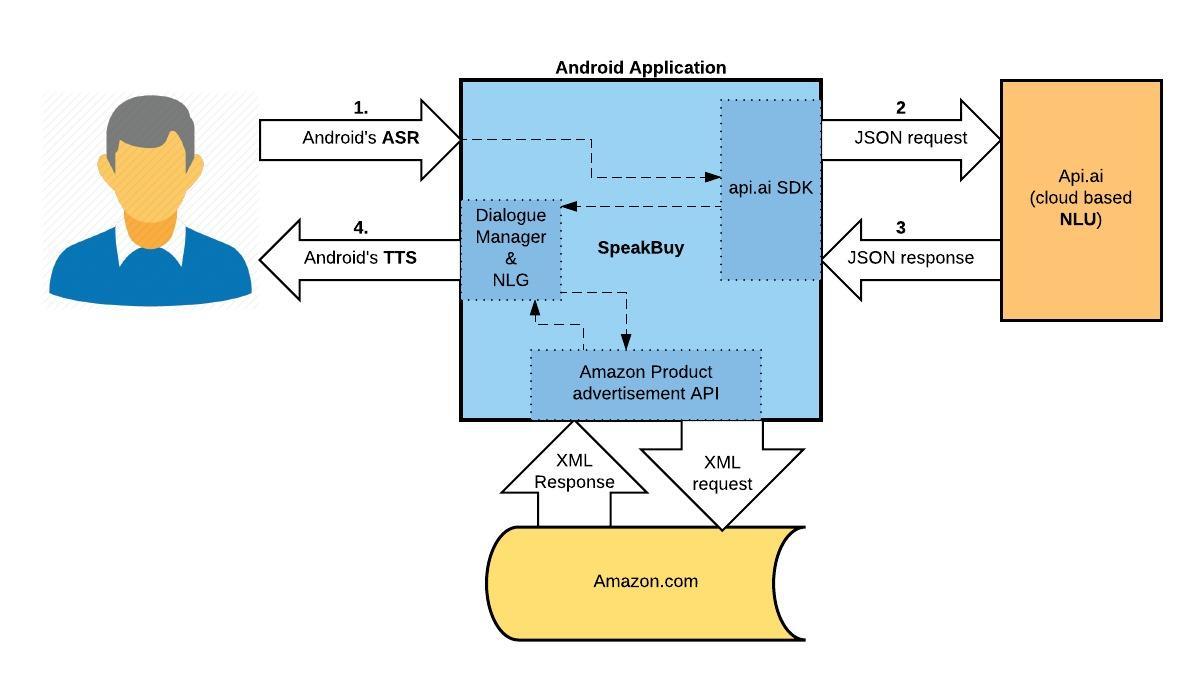 Android Application
1.
Android's ASR
2
JSON request
api.ai SDK
Api.ai
(cloud based
NLU)
Dialogue
Manager
&
NLG
SpeakBuy
4.
Android's TTS
3
JSON response
Amazon Product
advertisement API
XML
Response
XML
request
Amazon.com